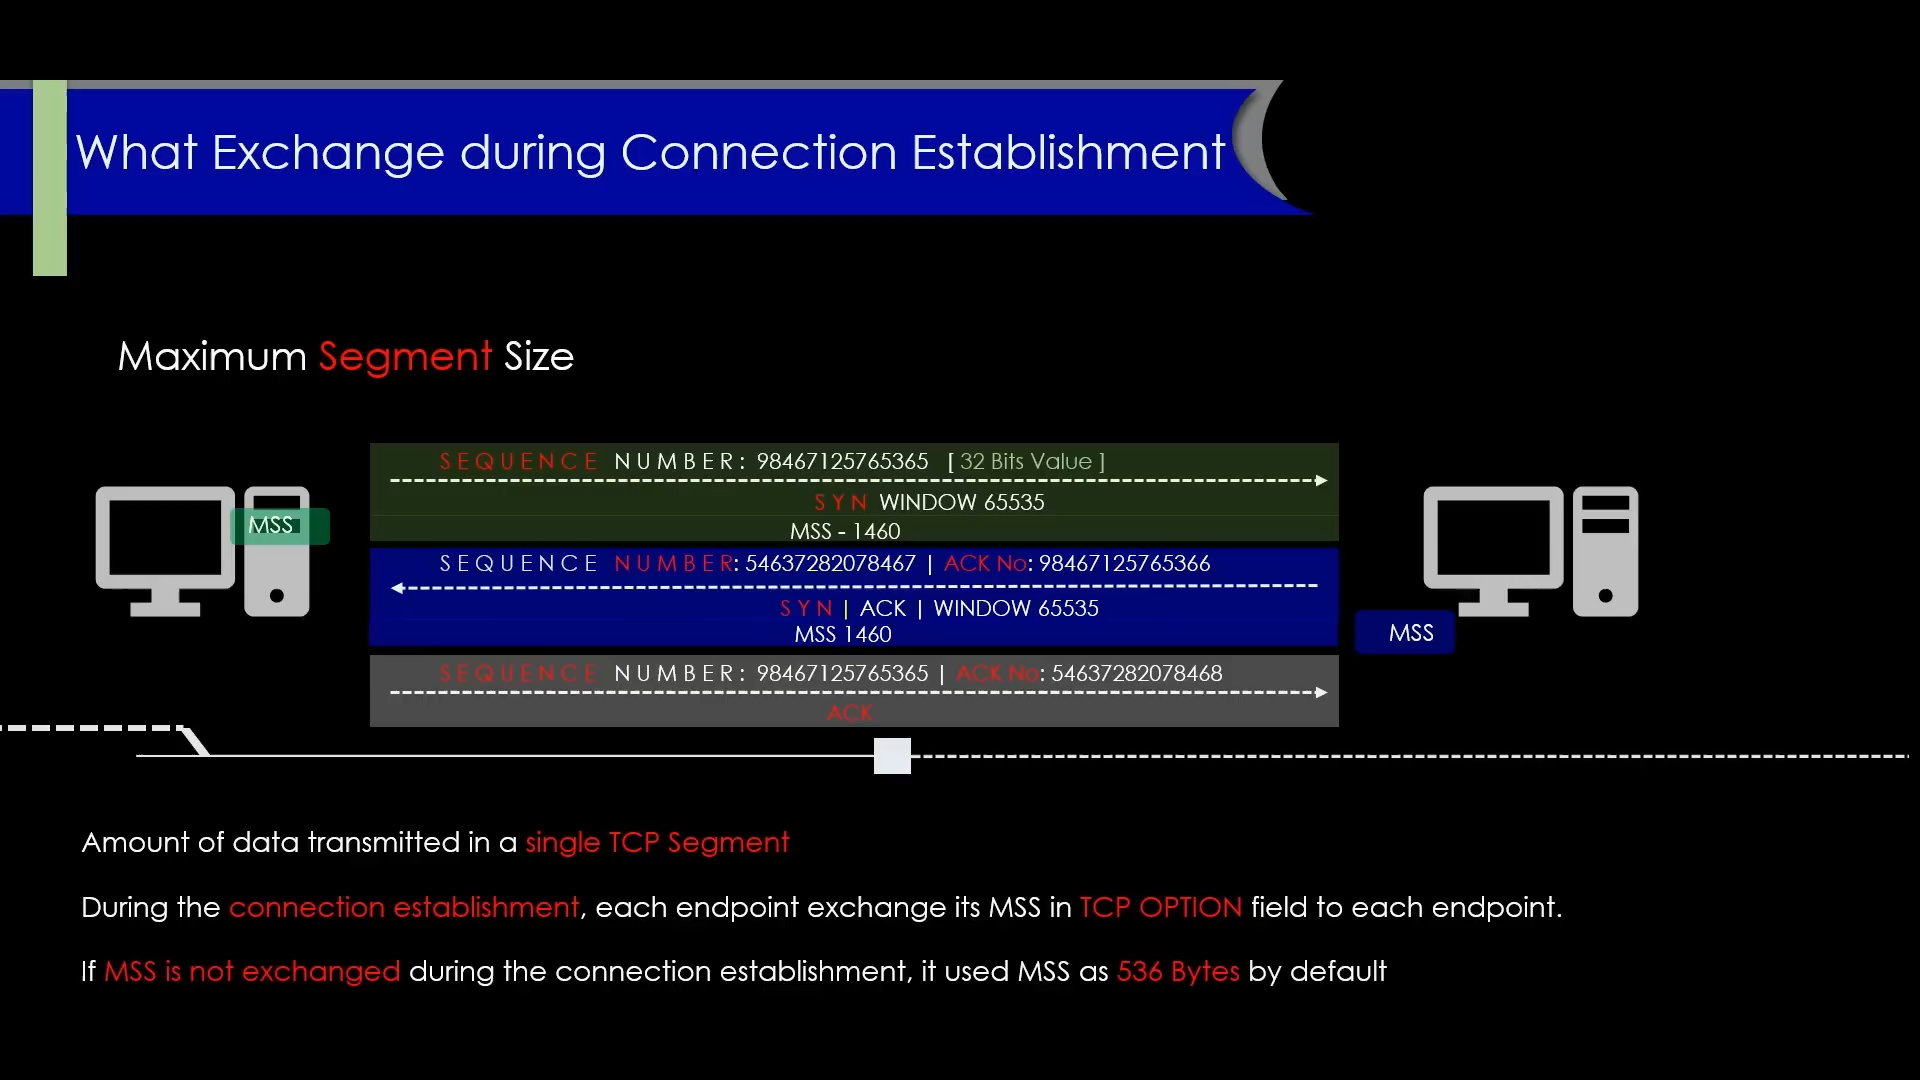 What Exchange during Connection Establishment
Maximum Segment Size
SEQUENCE NUMBER: 98467125765365 [ 32 Bits Value ]
SYN WINDOW 65535
MSS - 1460
MSS
SEQUENCE NUMBER: 54637282078467 | ACK No: 98467125765366
SYN | ACK | WINDOW 65535
MSS 1460
MSS
SEQUENCE NUMBER: 98467125765365 | ACK No: 54637282078468
ACK
Amount of data transmitted in a single TCP Segment
During the connection establishment, each endpoint exchange its MSS in TCP OPTION field to each endpoint.
If MSS is not exchanged during the connection establishment, it used MSS as 536 Bytes by default